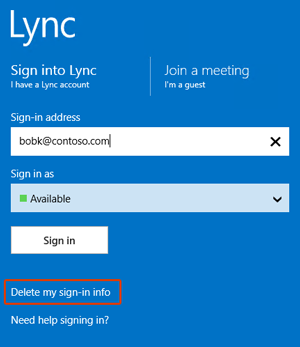 Lync
Sign into Lync
I have a Lync account
Join a meeting
I'm a guest
Sign-in address
bobk@contoso.com
Sign in as
Available
Sign in
Delete my sign-in info
Need help signing in?